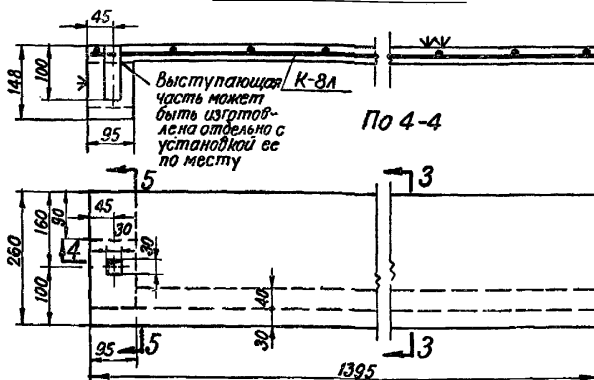 45
148
100
95
Выступающая
часть может
быть изготов-
лена отдельно с
установкой ее
по месту
К-8л
По 4-4
5
3
260
160
90
45
30
30
4
100
40
30
95
5
3
1395